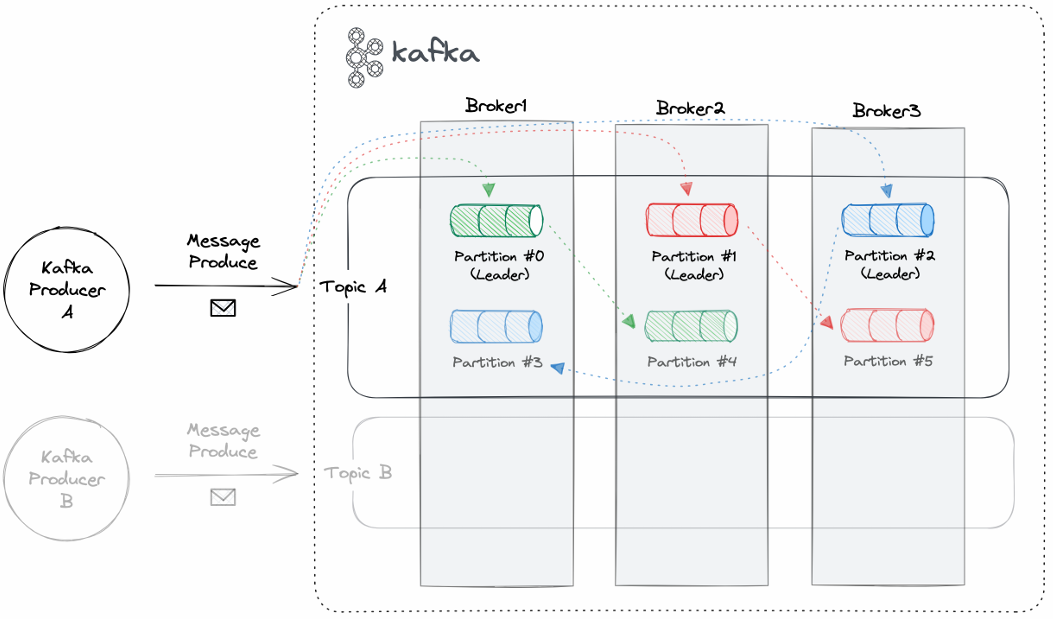 kafka
Broker1
Broker2
Broker3
Kafka
Producer
A
Message
Produce
Topic A
Partition #0
(Leader)
Partition #1
(Leader)
Partition #2
(Leader)
Partition #3
Partition #4
Partition #5
Kafka
Producer
B
Message
Produce
Topic B